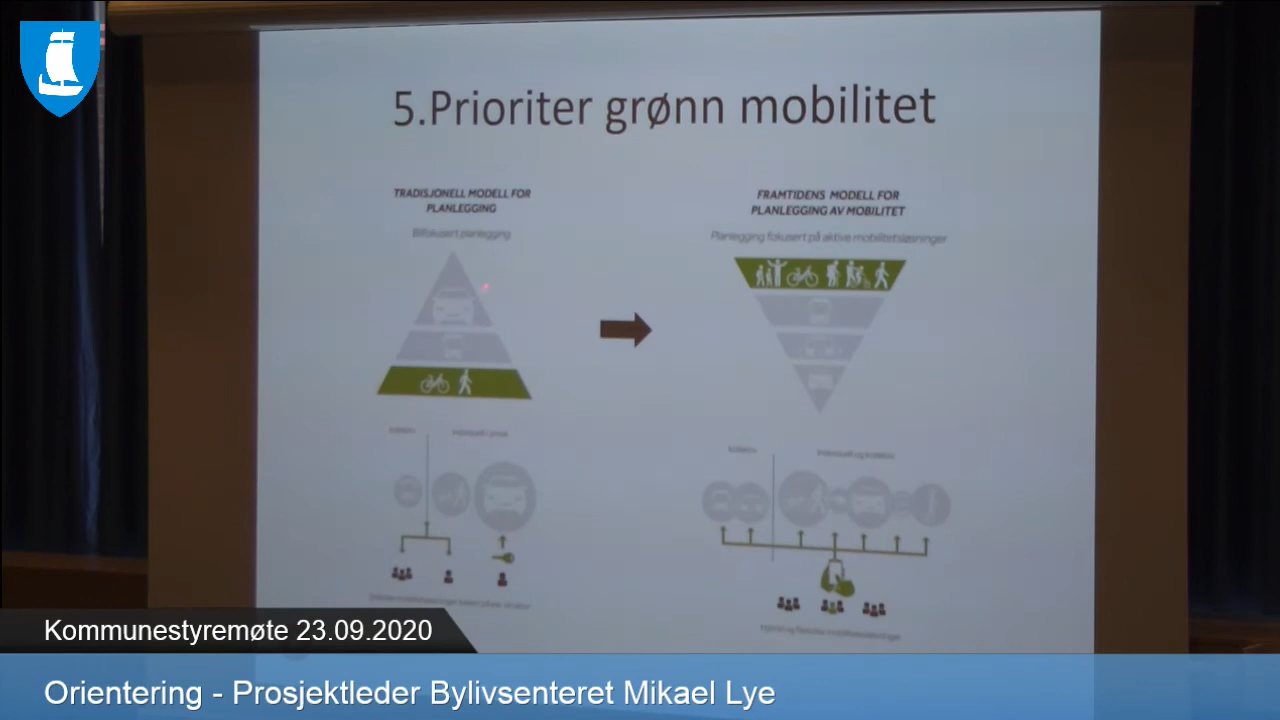 5.Prioriter grønn mobilitet
TRADISJONELL MODELL FOR
PLANLEGGING
Bilfokusert planlegging
FRAMTIDENS MODELL FOR
PLANLEGGING AV MOBILITET
Planlegging fokusert på aktive mobilitetsløsninger
Kommunestyremøte 23.09.2020
Orientering - Prosjektleder Bylivsenteret Mikael Lye